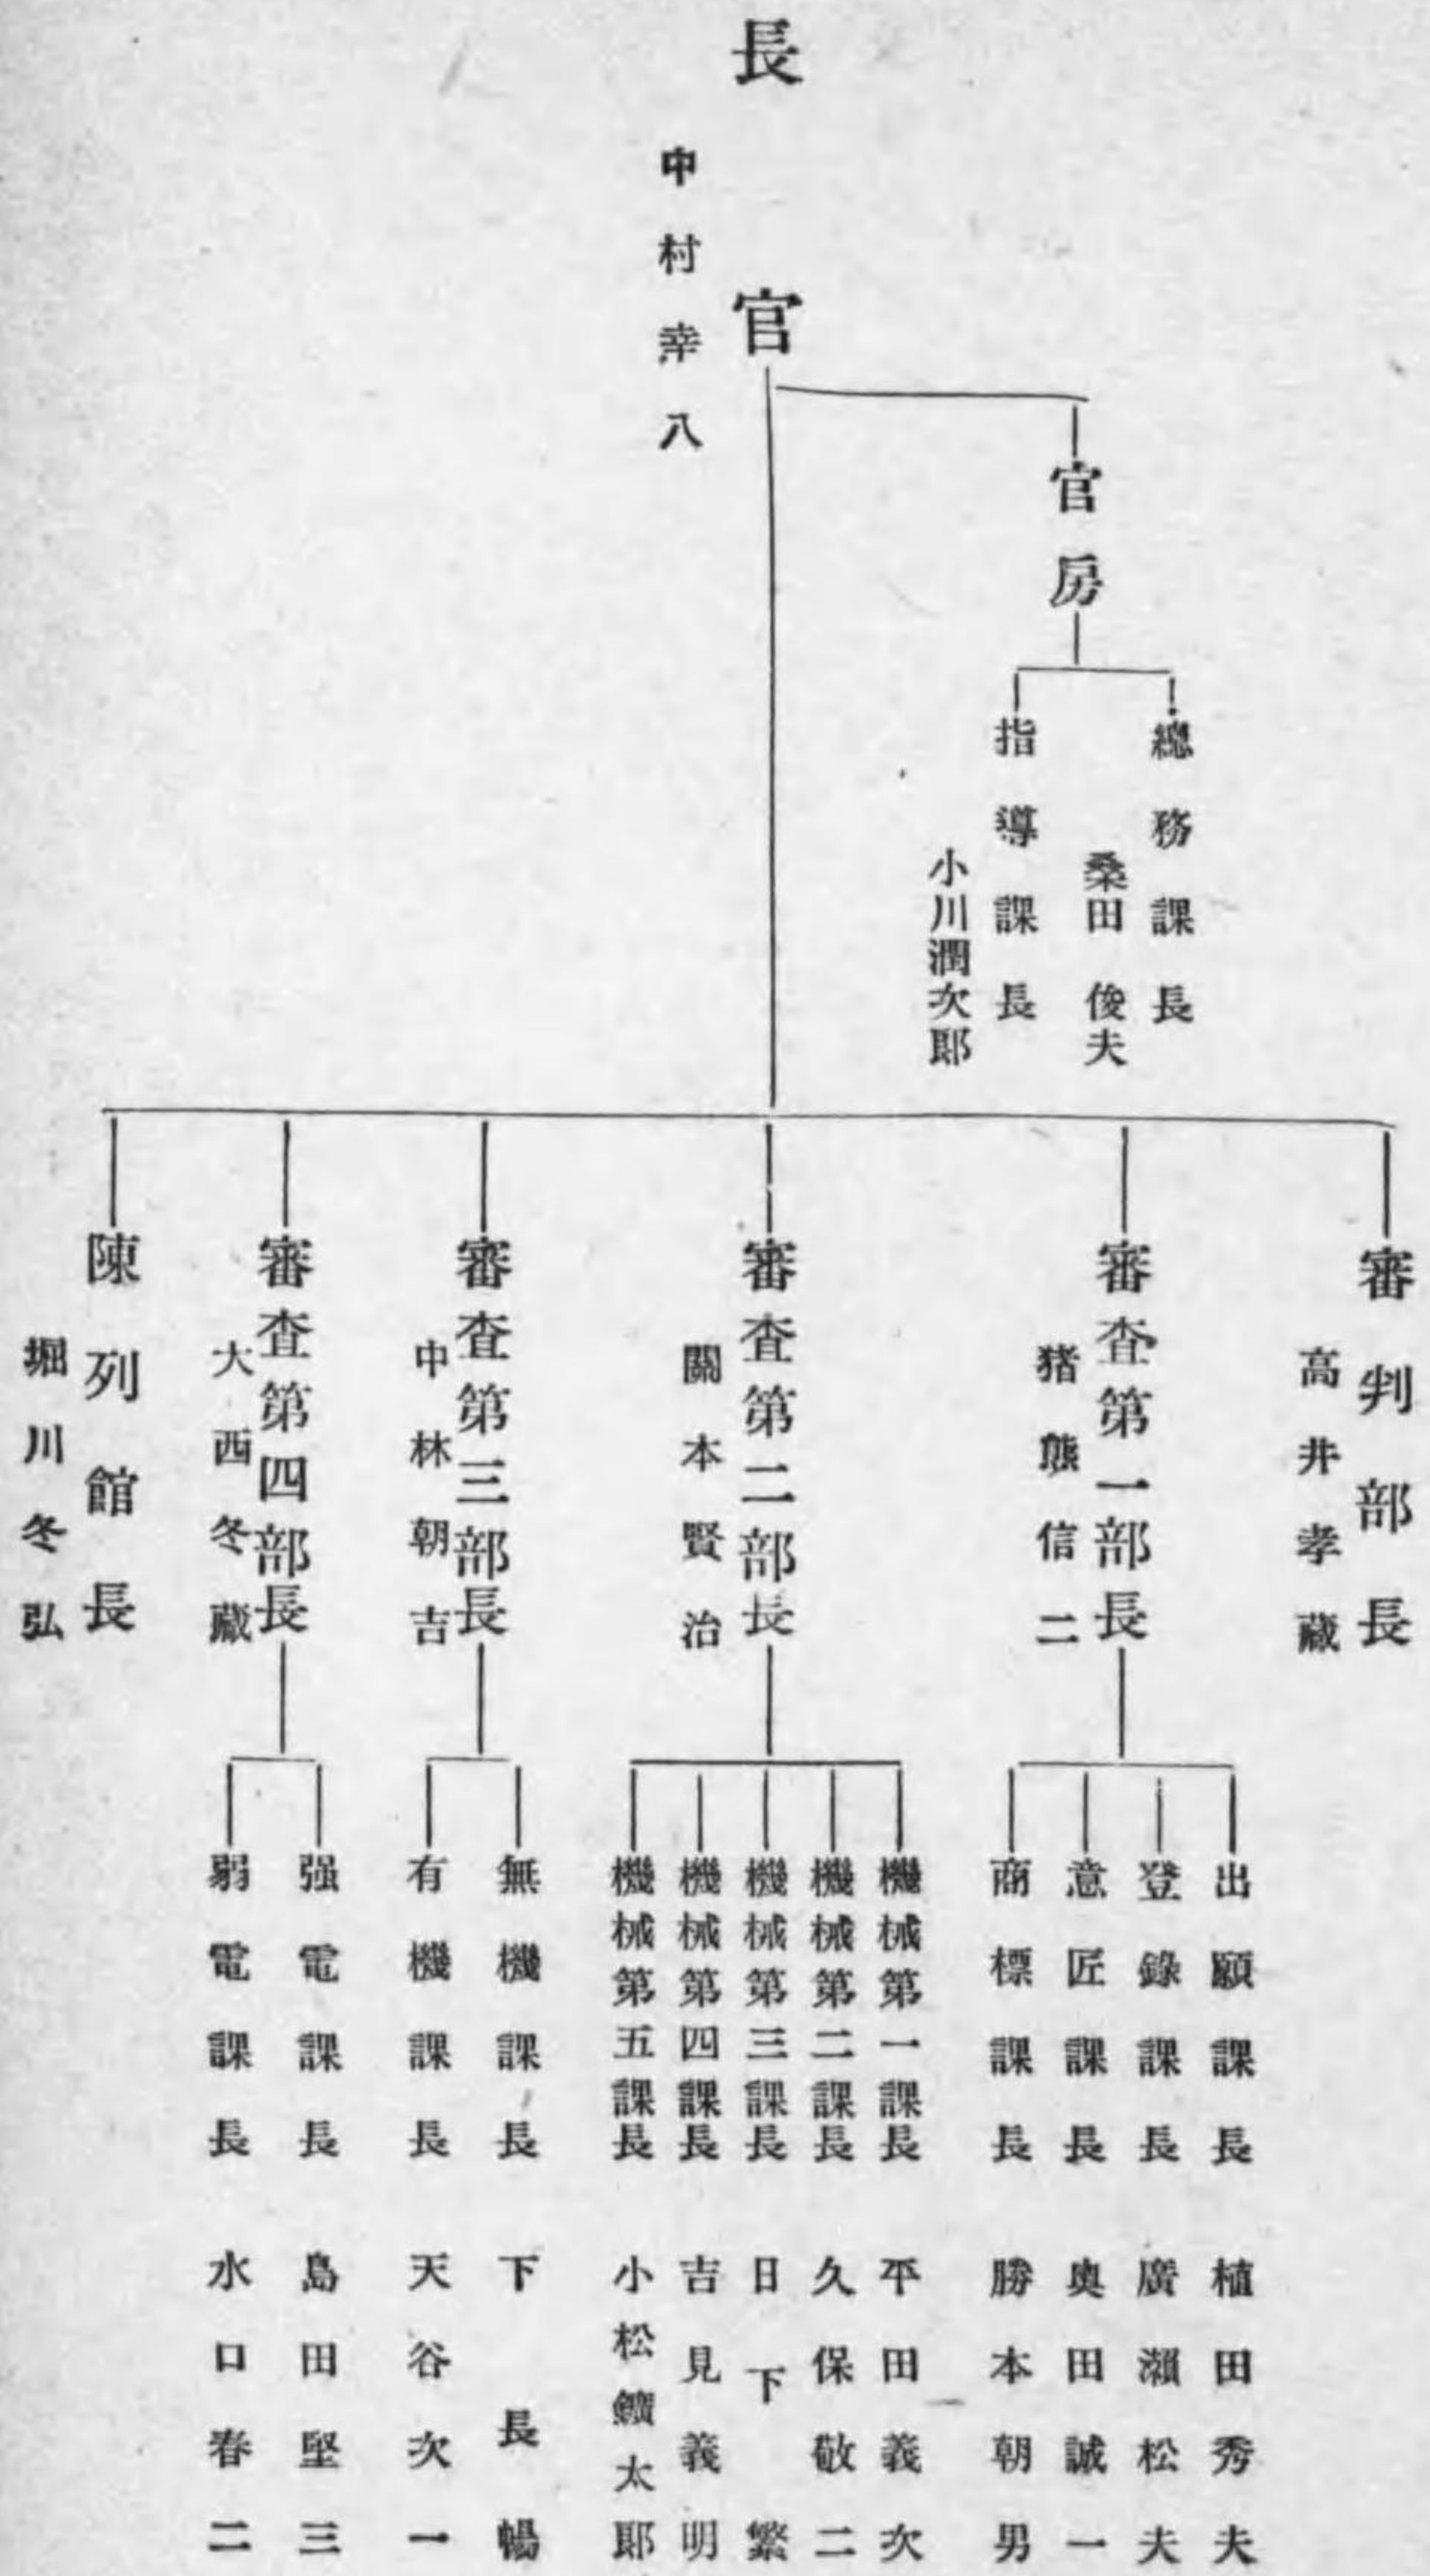 長官
中村幸八
官房
總務課長
桑田俊夫
指導課長
小川潤次郎
審判部長
高井孝藏
審査第一部長
猪熊信二
審査第二部長
關本賢治
審査第三部長
中林朝吉
審査第四部長
大西冬藏
陳列館長
堀川冬弘
出願課長 植田秀夫
登錄課長 廣瀨松夫
意匠課長 奥田誠一
商標課長 勝本朝男
機械第一課長 平田義次
機械第二課長 久保敬二
機械第三課長 日下繁
機械第四課長 吉見義明
機械第五課長 小松鑛太郎
無機課長 下長暢
有機課長 天谷次一
强電課長 島田堅三
弱電課長 水口春二